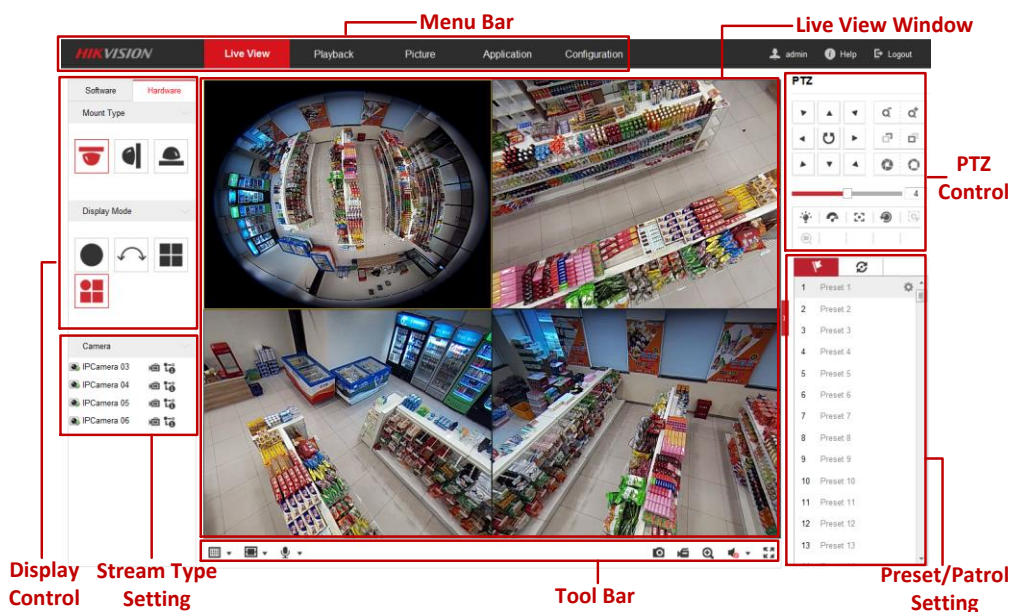 Menu Bar
Live View Window
HIKVISION
Live View
Playback
Picture
Application
Configuration
admin
Help
Logout
Software
Hardware
Mount Type
Display Mode
Camera
IPCamera 03
IPCamera 04
IPCamera 05
IPCamera 06
PTZ
4
PTZ
Control
1 Preset 1
2 Preset 2
3 Preset 3
4 Preset 4
5 Preset 5
6 Preset 6
7 Preset 7
8 Preset 8
9 Preset 9
10 Preset 10
11 Preset 11
12 Preset 12
13 Preset 13
Display
Control
Stream Type
Setting
Tool Bar
Preset/Patrol
Setting